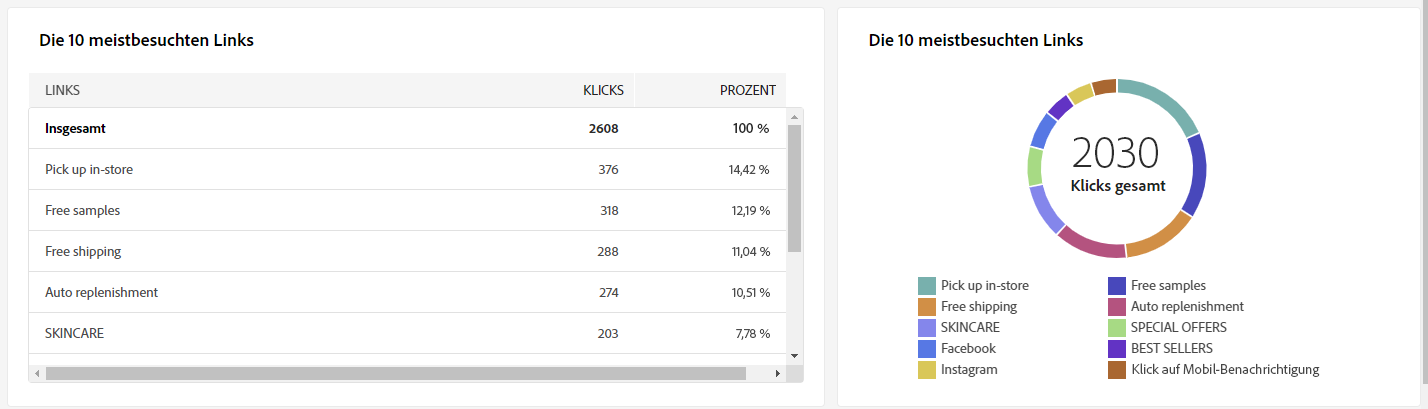 Die 10 meistbesuchten Links
LINKS KLICKS PROZENT
Insgesamt 2608 100 %
Pick up in-store 376 14,42 %
Free samples 318 12,19 %
Free shipping 288 11,04 %
Auto replenishment 274 10,51 %
SKINCARE 203 7,78 %
Die 10 meistbesuchten Links
2030
Klicks gesamt
Pick up in-store Free samples
Free shipping Auto replenishment
SKINCARE SPECIAL OFFERS
Facebook BEST SELLERS
Instagram Klick auf Mobil-Benachrichtigung